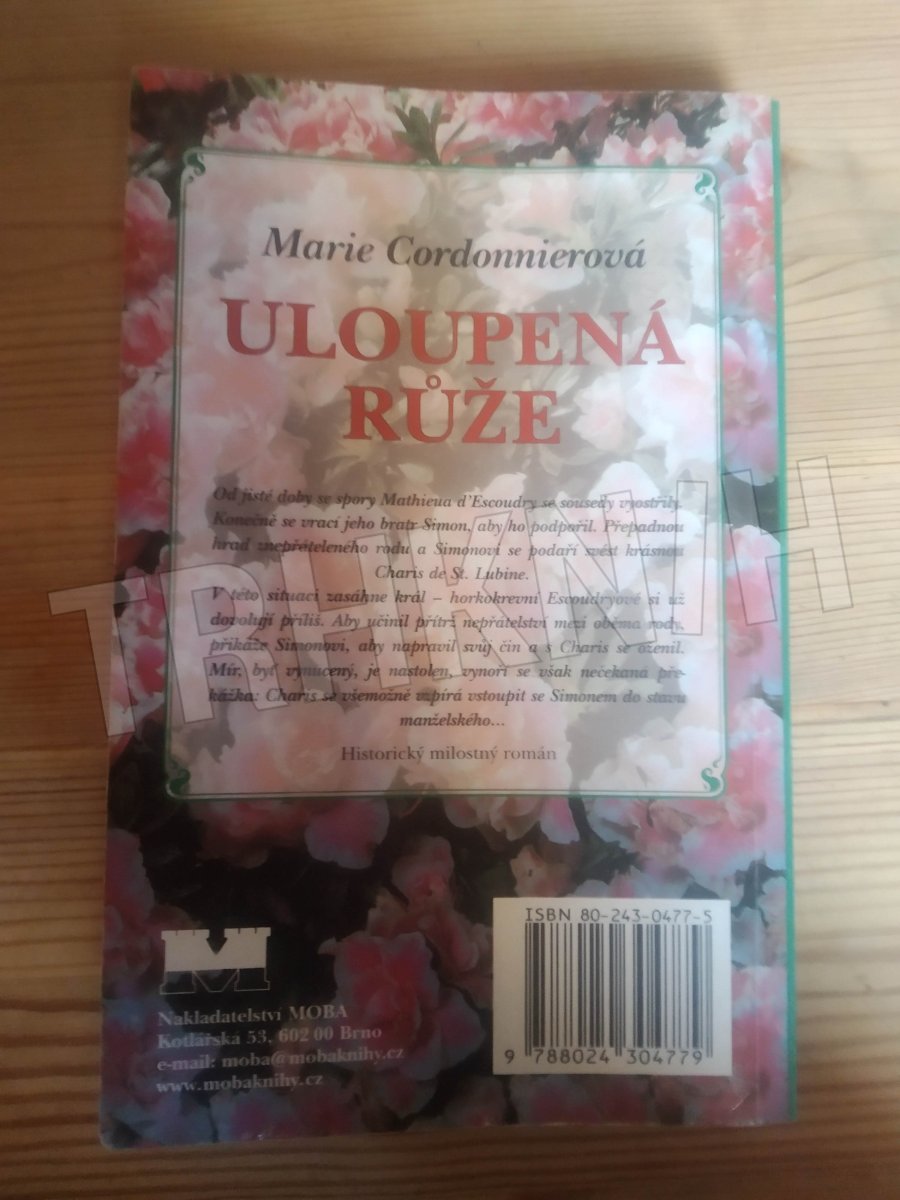 Marie Cordonnierová
ULOUPENÁ
RŮŽE
Od jisté doby se spory Mathieua d'Escoudry se sousedy vyostřily.
Konečně se vrací jeho bratr Simon, aby ho podpořil. Přepadnou
hrad znepřáteleného rodu a Simonovi se podaří svést krásnou
Charis de St. Lubine.
V této situaci zasáhne král – horkokrevní Escoudryové si už
dovolují příliš. Aby učinil přítrž nepřátelství mezi oběma rody,
přikáže Simonovi, aby napravil svůj čin a s Charis se oženil.
Mír, byť vynucený, je nastolen, vynoří se však nečekaná pře-
kážka: Charis se všemožně vzpírá vstoupit se Simonem do stavu
manželského...
Historický milostný román
TRHKNIH
ISBN 80-243-0477-5
9 788024 304779
M
Nakladatelství MOBA
Kotlářská 53, 602 00 Brno
e-mail: moba@mobaknihy.cz
www.mobaknihy.cz